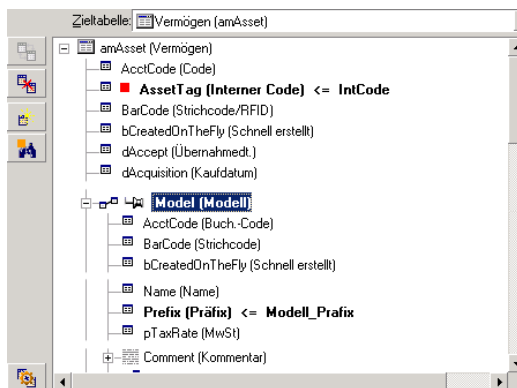 Zieltabelle: Vermögen (amAsset)
amAsset (Vermögen)
AcctCode (Code)
AssetTag (Interner Code) <= IntCode
BarCode (Strichcode/RFID)
bCreatedOnTheFly (Schnell erstellt)
dAccept (Übernahmedt.)
dAcquisition (Kaufdatum)
Model (Modell)
AcctCode (Buch.-Code)
BarCode (Strichcode)
bCreatedOnTheFly (Schnell erstellt)
Name (Name)
Prefix (Präfix) <= Modell_Prafix
pTaxRate (MwSt)
Comment (Kommentar)